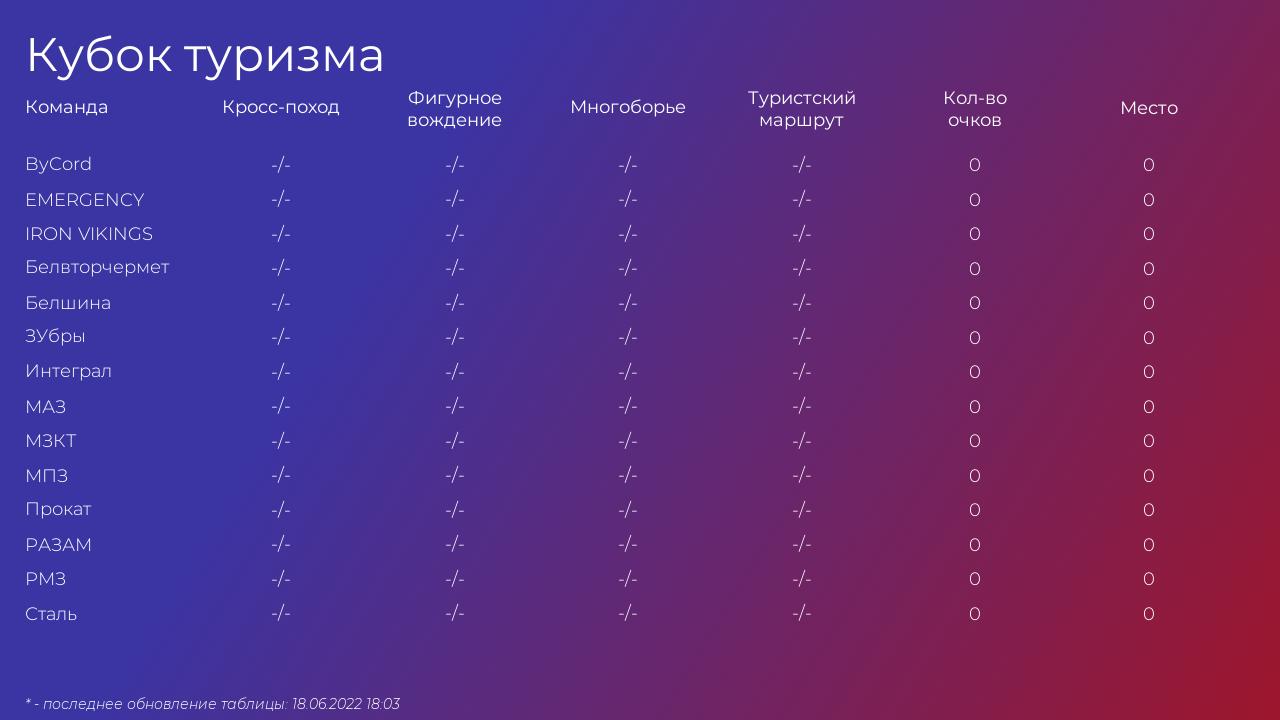 Кубок туризма
Команда Кросс-поход Фигурное вождение Многоборье Туристский маршрут Кол-во очков Место
ByCord -/- -/- -/- -/- 0 0
EMERGENCY -/- -/- -/- -/- 0 0
IRON VIKINGS -/- -/- -/- -/- 0 0
Белвторчермет -/- -/- -/- -/- 0 0
Белшина -/- -/- -/- -/- 0 0
ЗУбры -/- -/- -/- -/- 0 0
Интеграл -/- -/- -/- -/- 0 0
МАЗ -/- -/- -/- -/- 0 0
МЗКТ -/- -/- -/- -/- 0 0
МПЗ -/- -/- -/- -/- 0 0
Прокат -/- -/- -/- -/- 0 0
РАЗАМ -/- -/- -/- -/- 0 0
РМЗ -/- -/- -/- -/- 0 0
Сталь -/- -/- -/- -/- 0 0
* - последнее обновление таблицы: 18.06.2022 18:03